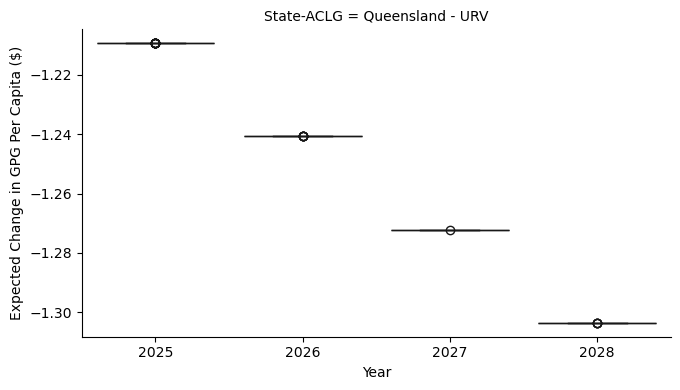 State-ACLG = Queensland - URV
Expected Change in GPG Per Capita ($)
−1.22
−1.24
−1.26
−1.28
−1.30
2025 2026 2027 2028
Year